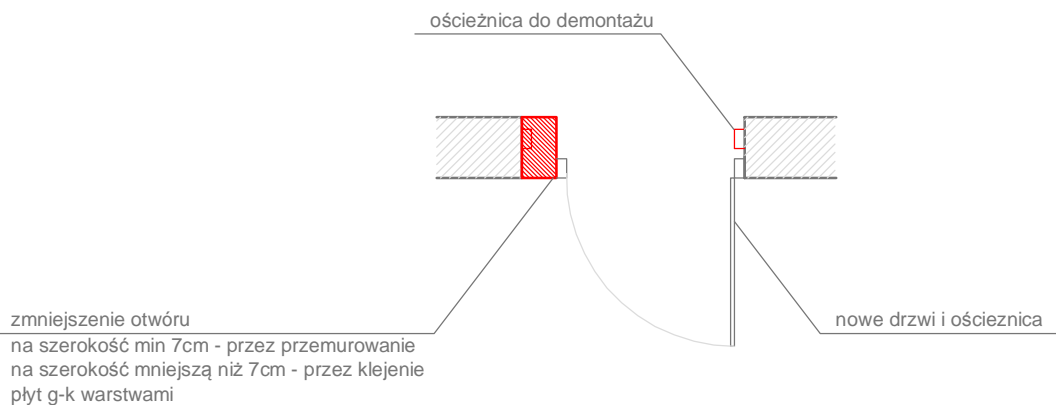 ościeżnica do demontażu
zmniejszenie otwóru
na szerokość min 7cm - przez przemurowanie
na szerokość mniejszą niż 7cm - przez klejenie
płyt g-k warstwami
nowe drzwi i ościeznica